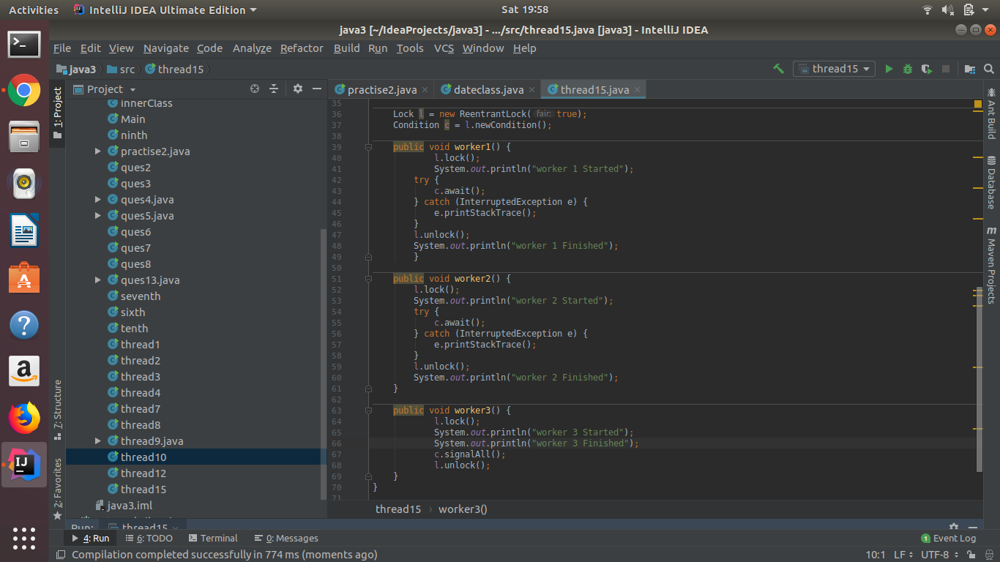 Activities IntelliJ IDEA Ultimate Edition Sat 19:58
java3 [~/IdeaProjects/java3] - .../src/thread15.java [java3] - IntelliJ IDEA
File Edit View Navigate Code Analyze Refactor Build Run Tools VCS Window Help
java3 src thread15 thread15
Project practise2.java dateclass.java thread15.java
1: Project
7: Structure
2: Favorites
innerClass
Main
ninth
practise2.java
ques2
ques3
ques4.java
ques5.java
ques6
ques7
ques8
ques13.java
seventh
sixth
tenth
thread1
thread2
thread3
thread4
thread7
thread8
thread9.java
thread10
thread12
thread15
java3.iml
35
36 Lock l = new ReentrantLock( fair: true);
37 Condition c = l.newCondition();
38
39 public void worker1() {
40 l.lock();
41 System.out.println("worker 1 Started");
42 try {
43 c.await();
44 } catch (InterruptedException e) {
45 e.printStackTrace();
46 }
47 l.unlock();
48 System.out.println("worker 1 Finished");
49 }
50
51 public void worker2() {
52 l.lock();
53 System.out.println("worker 2 Started");
54 try {
55 c.await();
56 } catch (InterruptedException e) {
57 e.printStackTrace();
58 }
59 l.unlock();
60 System.out.println("worker 2 Finished");
61 }
62
63 public void worker3() {
64 l.lock();
65 System.out.println("worker 3 Started");
66 System.out.println("worker 3 Finished");
67 c.signalAll();
68 l.unlock();
69 }
70 }
71
thread15 › worker3()
Ant Build
Database
Maven Projects
Run: thread15
4: Run 6: TODO Terminal 0: Messages 1 Event Log
Compilation completed successfully in 774 ms (moments ago) 10:1 LF UTF-8